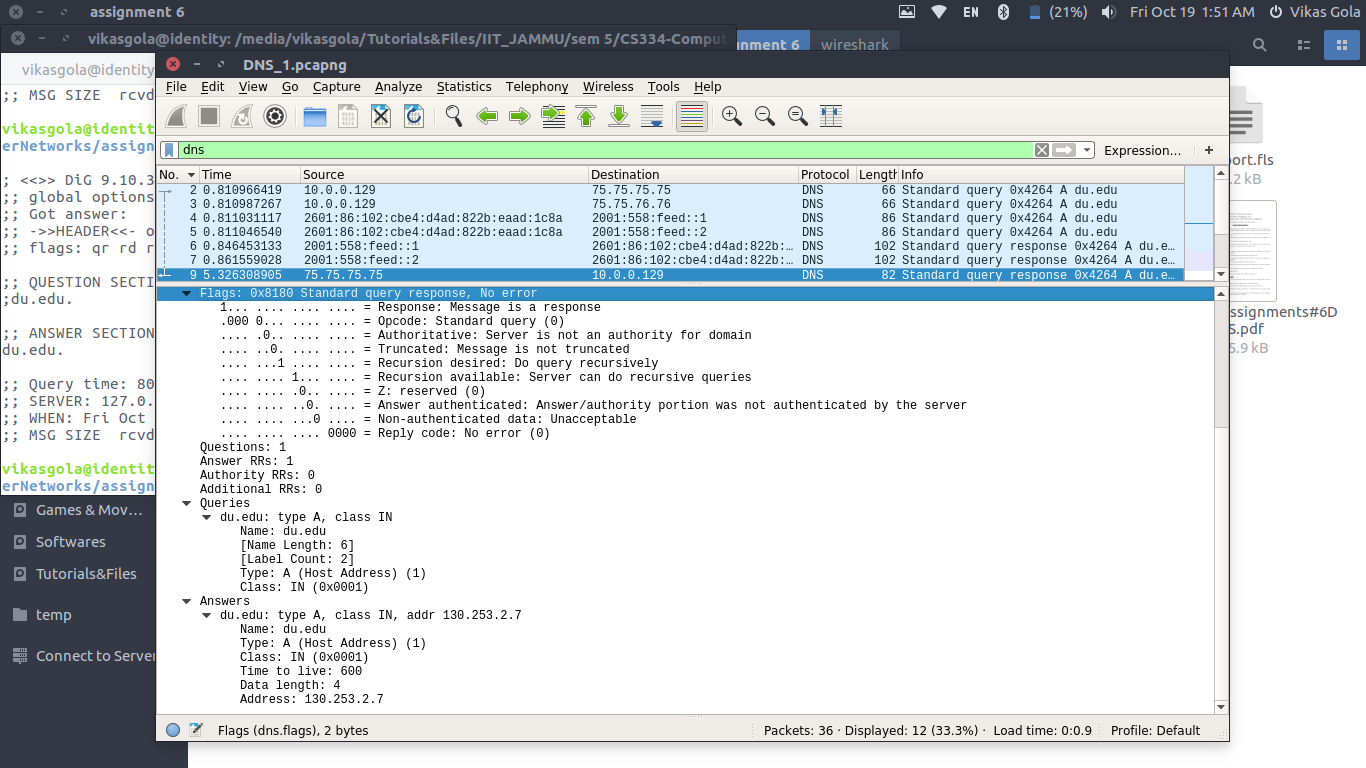 assignment 6
EN
(21%)
Fri Oct 19 1:51 AM
Vikas Gola
vikasgola@identity: /media/vikasgola/Tutorials&Files/IIT_JAMMU/sem 5/CS334-Comput
nment 6
wireshark
vikasgola@identity
;; MSG SIZE rcvd
vikasgola@identit
erNetworks/assign
; <<>> DiG 9.10.3
;; global options
;; Got answer:
;; ->>HEADER<<- o
;; flags: qr rd r
;; QUESTION SECTI
;du.edu.
;; ANSWER SECTION
du.edu.
;; Query time: 80
;; SERVER: 127.0.
;; WHEN: Fri Oct
;; MSG SIZE rcvd
vikasgola@identit
erNetworks/assign
Games & Mov...
Softwares
Tutorials&Files
temp
Connect to Server
DNS_1.pcapng
File Edit View Go Capture Analyze Statistics Telephony Wireless Tools Help
dns
Expression...
+
No. Time Source Destination Protocol Length Info
2 0.810966419 10.0.0.129 75.75.75.75 DNS 66 Standard query 0x4264 A du.edu
3 0.810987267 10.0.0.129 75.75.76.76 DNS 66 Standard query 0x4264 A du.edu
4 0.811031117 2601:86:102:cbe4:d4ad:822b:eaad:1c8a 2001:558:feed::1 DNS 86 Standard query 0x4264 A du.edu
5 0.811046540 2601:86:102:cbe4:d4ad:822b:eaad:1c8a 2001:558:feed::2 DNS 86 Standard query 0x4264 A du.edu
6 0.846453133 2001:558:feed::1 2601:86:102:cbe4:d4ad:822b:... DNS 102 Standard query response 0x4264 A du.e...
7 0.861559028 2001:558:feed::2 2601:86:102:cbe4:d4ad:822b:... DNS 102 Standard query response 0x4264 A du.e...
9 5.326308905 75.75.75.75 10.0.0.129 DNS 82 Standard query response 0x4264 A du.e...
Flags: 0x8180 Standard query response, No error
1... .... .... .... = Response: Message is a response
.000 0... .... .... = Opcode: Standard query (0)
.... .0.. .... .... = Authoritative: Server is not an authority for domain
.... ..0. .... .... = Truncated: Message is not truncated
.... ...1 .... .... = Recursion desired: Do query recursively
.... .... 1... .... = Recursion available: Server can do recursive queries
.... .... .0.. .... = Z: reserved (0)
.... .... ..0. .... = Answer authenticated: Answer/authority portion was not authenticated by the server
.... .... ...0 .... = Non-authenticated data: Unacceptable
.... .... .... 0000 = Reply code: No error (0)
Questions: 1
Answer RRs: 1
Authority RRs: 0
Additional RRs: 0
Queries
du.edu: type A, class IN
Name: du.edu
[Name Length: 6]
[Label Count: 2]
Type: A (Host Address) (1)
Class: IN (0x0001)
Answers
du.edu: type A, class IN, addr 130.253.2.7
Name: du.edu
Type: A (Host Address) (1)
Class: IN (0x0001)
Time to live: 600
Data length: 4
Address: 130.253.2.7
Flags (dns.flags), 2 bytes
Packets: 36 · Displayed: 12 (33.3%) · Load time: 0:0.9
Profile: Default
ort.fls
.2 kB
ssignments#6D
S.pdf
5.9 kB